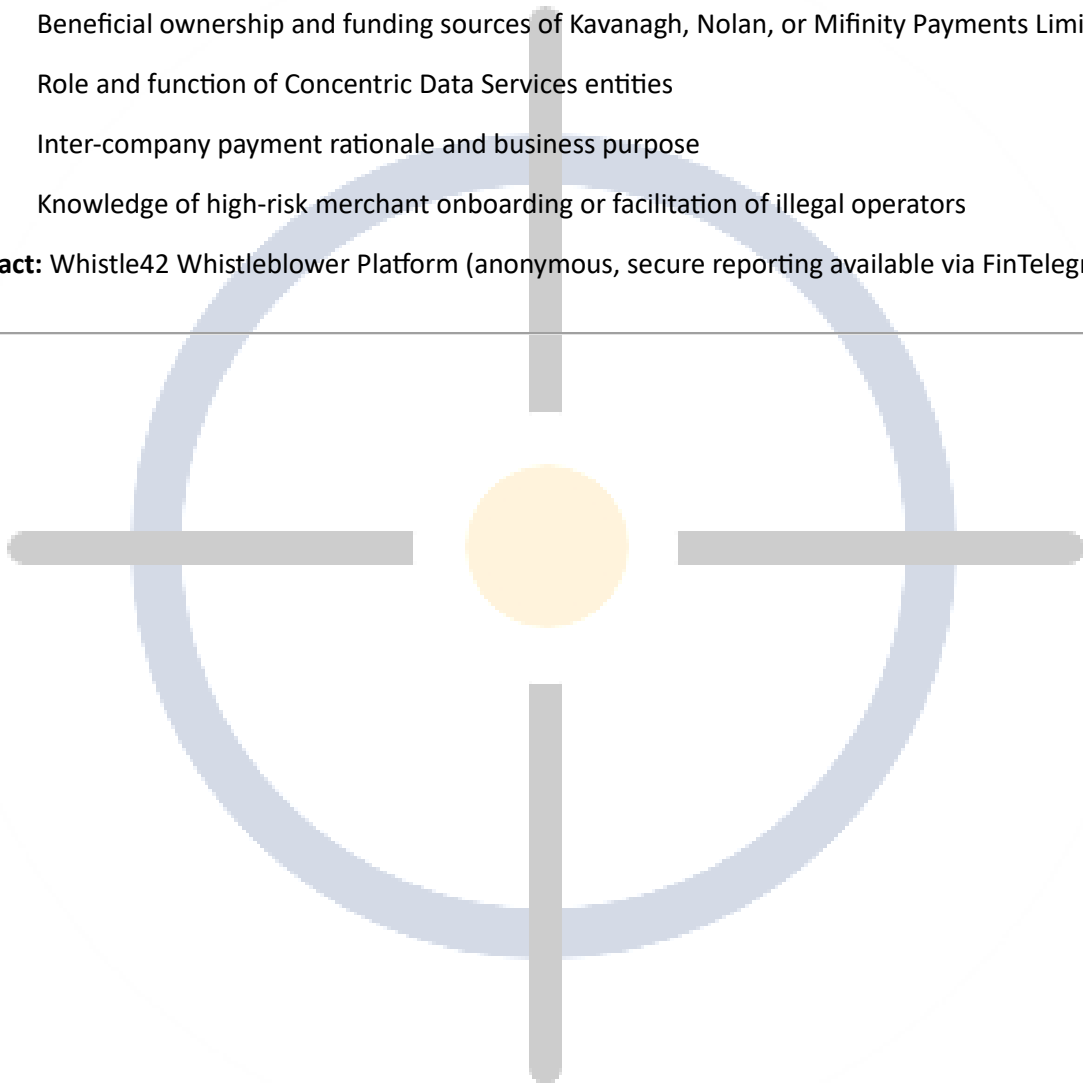 Beneficial ownership and funding sources of Kavanagh, Nolan, or Mifinity Payments Limi
Role and function of Concentric Data Services entities
Inter-company payment rationale and business purpose
Knowledge of high-risk merchant onboarding or facilitation of illegal operators
act: Whistle42 Whistleblower Platform (anonymous, secure reporting available via FinTelegr